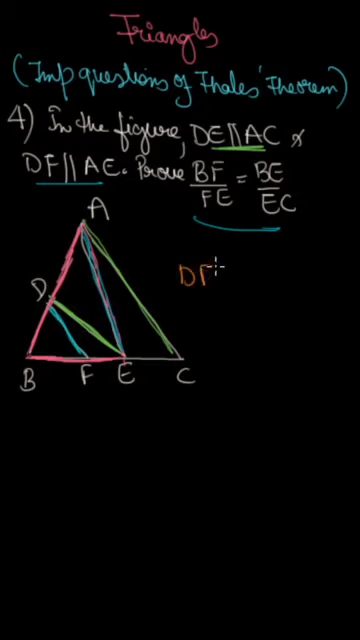 Triangles
(Imp questions of Thales' Theorem)
4) In the figure, DE||AC &
DF||AE. Prove BF/FE = BE/EC
A
D
B F E C
DF